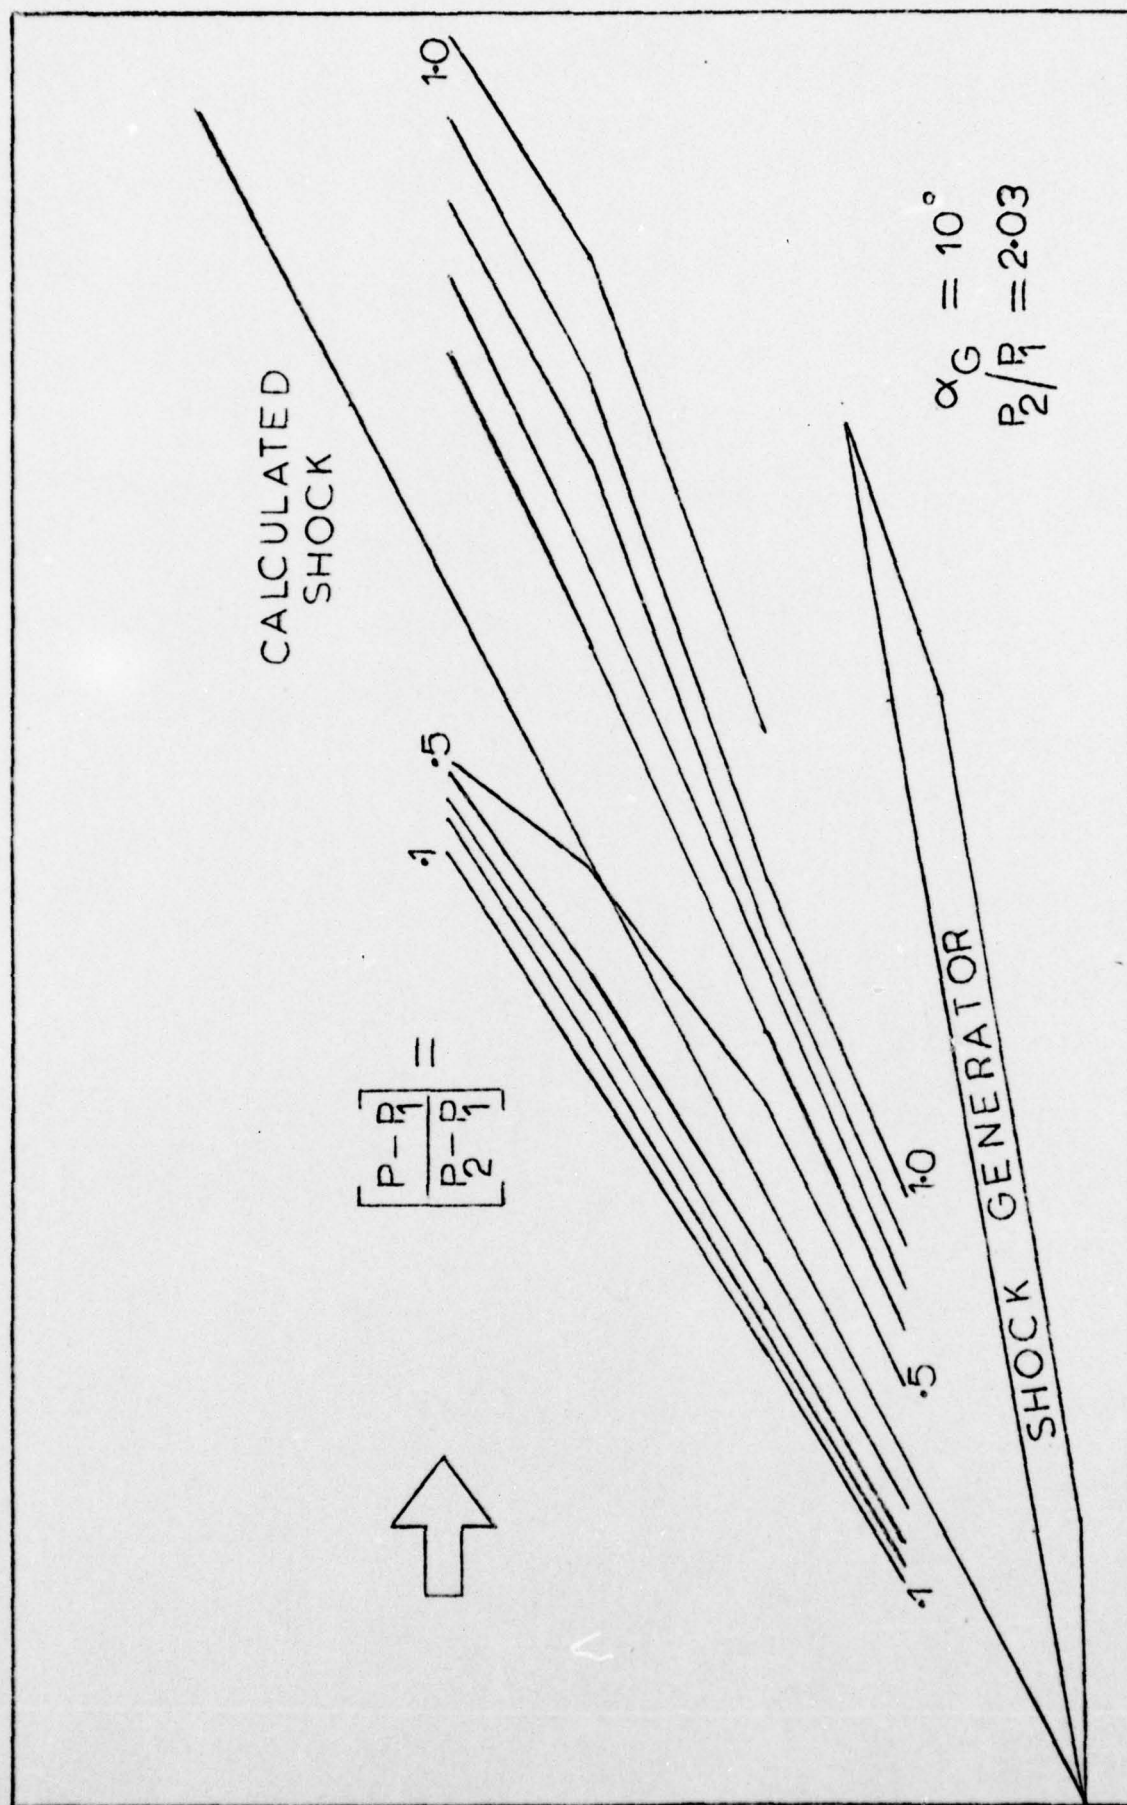 CALCULATED
SHOCK
1.0
.5
.1
[P-P1 / P2-P1] =
αG = 10°
P2/P1 = 2.03
1.0
.5
.1
SHOCK GENERATOR